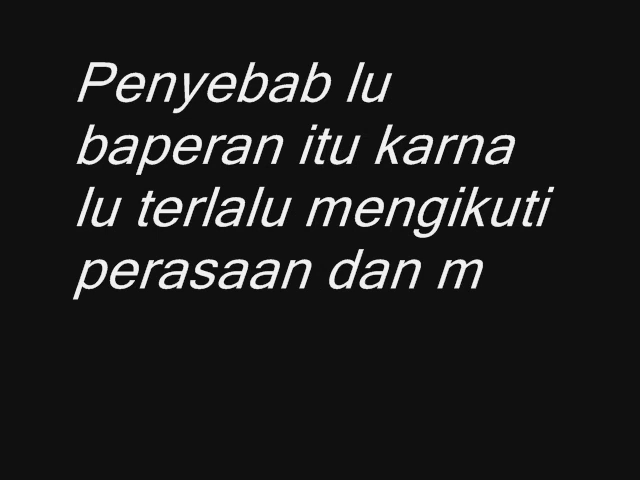 Penyebab lu
baperan itu karna
lu terlalu mengikuti
perasaan dan m